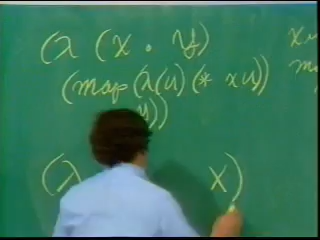 (λ (x . y)
(map (λ(u) (* x u))
y))
(λ x)